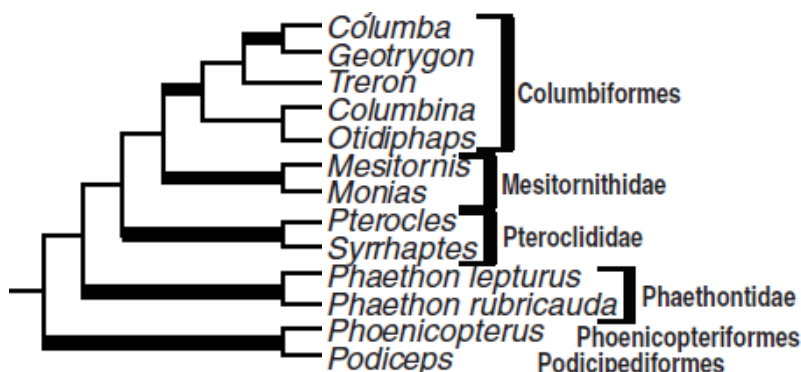 Columba
Geotrygon
Treron
Columbiformes
Columbina
Otidiphaps
Mesitornis
Mesitornithidae
Monias
Pterocles
Pteroclididae
Syrrhaptes
Phaethon lepturus
Phaethontidae
Phaethon rubricauda
Phoenicopterus Phoenicopteriformes
Podiceps Podicipediformes